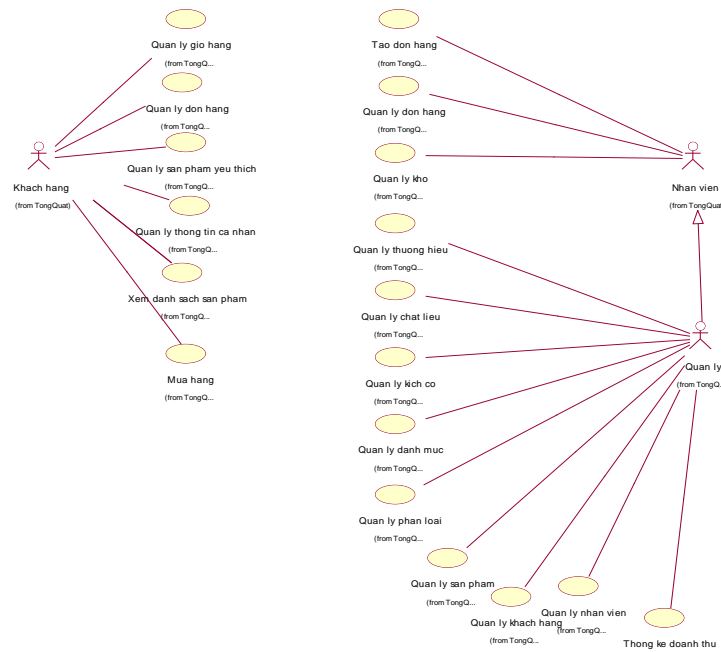 Quan ly gio hang
(from TongQ...
Quan ly don hang
(from TongQ...
Quan ly san pham yeu thich
(from TongQ...
Khach hang
(from TongQuat)
Quan ly thong tin ca nhan
(from TongQ...
Xem danh sach san pham
(from TongQ...
Mua hang
(from TongQ...
Tao don hang
(from TongQ...
Quan ly don hang
(from TongQ...
Quan ly kho
(from TongQ...
Nhan vien
(from TongQuat)
Quan ly thuong hieu
(from TongQ...
Quan ly chat lieu
(from TongQ...
Quan ly kich co
(from TongQ...
Quan ly
(from TongQ...
Quan ly danh muc
(from TongQ...
Quan ly phan loai
(from TongQ...
Quan ly san pham
(from TongQ...
Quan ly khach hang
(from TongQ...
Quan ly nhan vien
(from TongQ...
Thong ke doanh thu